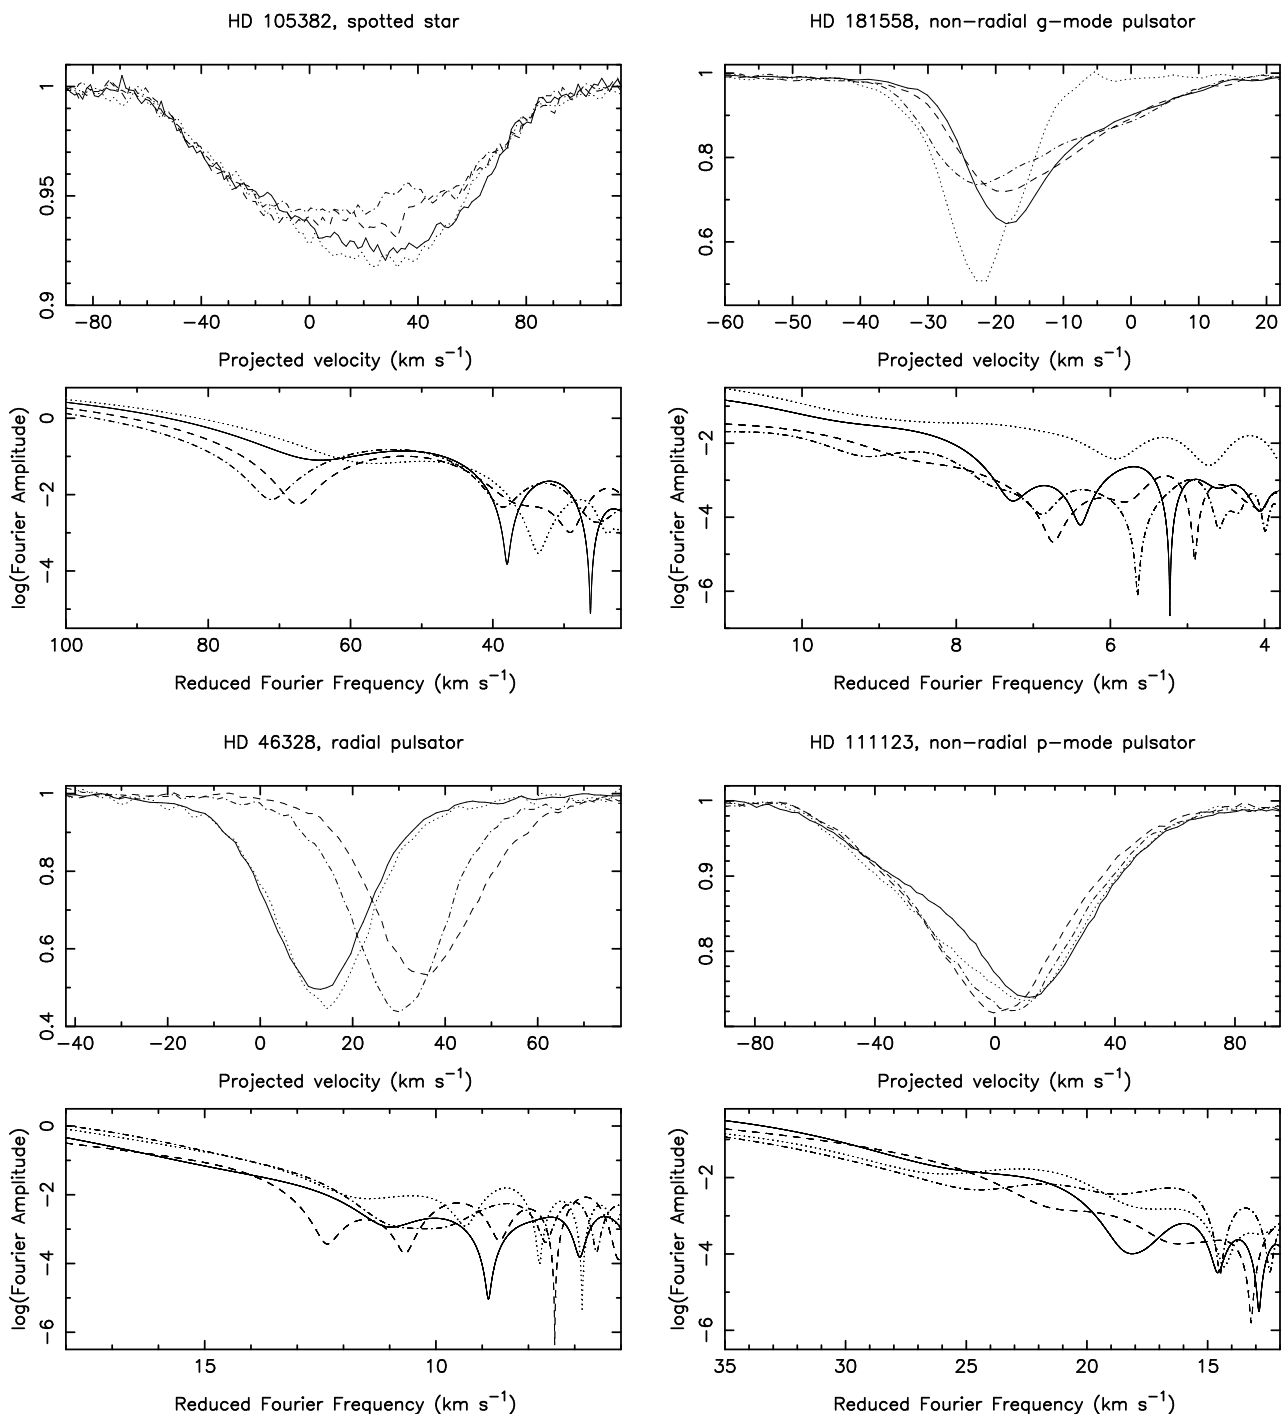 HD 105382, spotted star
HD 181558, non-radial g-mode pulsator
1
0.95
0.9
-80 -40 0 40 80
Projected velocity (km s⁻¹)
1
0.8
0.6
-60 -50 -40 -30 -20 -10 0 10 20
Projected velocity (km s⁻¹)
log(Fourier Amplitude)
0
-2
-4
100 80 60 40
Reduced Fourier Frequency (km s⁻¹)
log(Fourier Amplitude)
-2
-4
-6
10 8 6 4
Reduced Fourier Frequency (km s⁻¹)
HD 46328, radial pulsator
HD 111123, non-radial p-mode pulsator
1
0.8
0.6
0.4
-40 -20 0 20 40 60
Projected velocity (km s⁻¹)
1
0.9
0.8
-80 -40 0 40 80
Projected velocity (km s⁻¹)
log(Fourier Amplitude)
0
-2
-4
-6
15 10
Reduced Fourier Frequency (km s⁻¹)
log(Fourier Amplitude)
-2
-4
-6
35 30 25 20 15
Reduced Fourier Frequency (km s⁻¹)